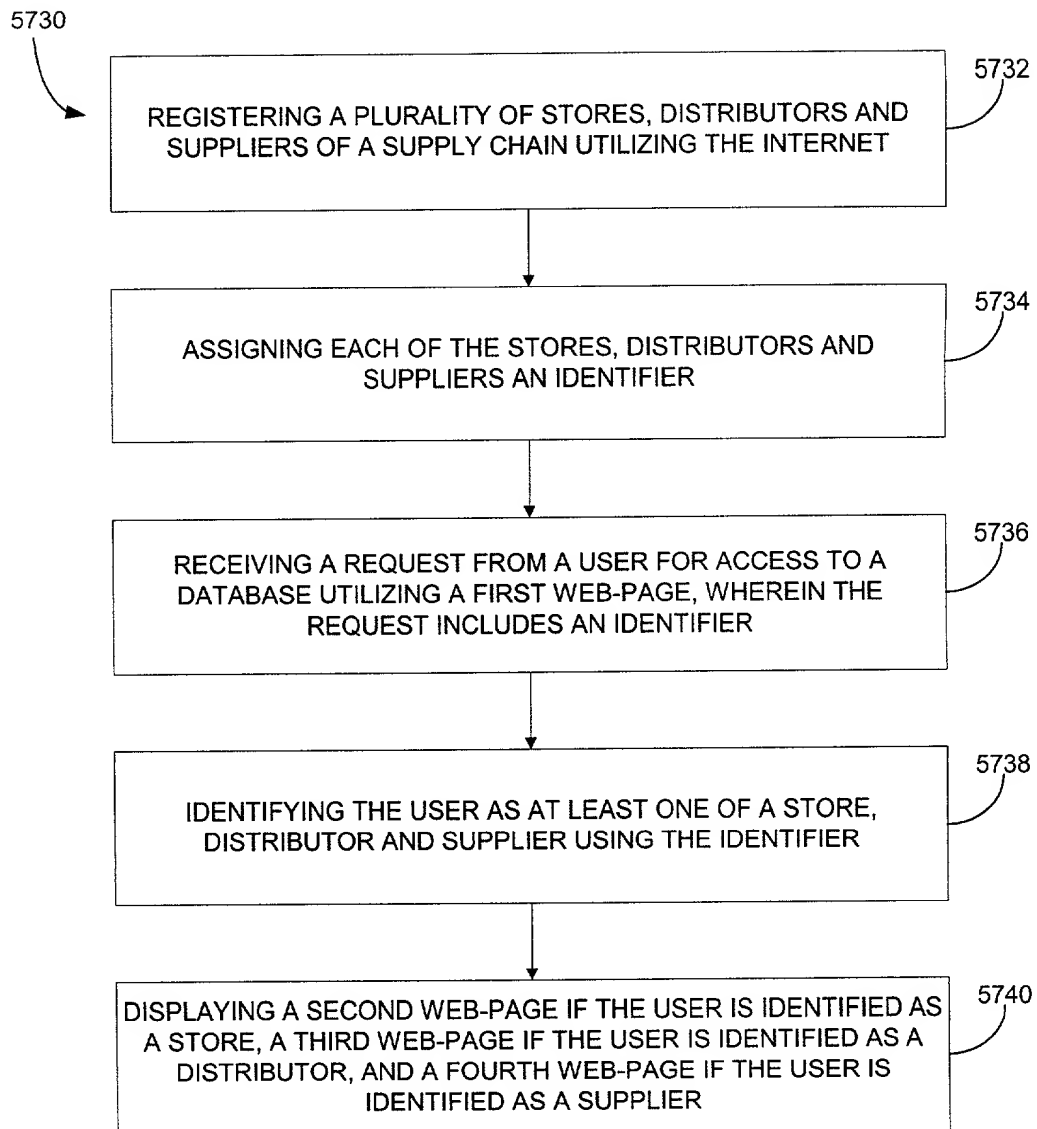 5730
5732
REGISTERING A PLURALITY OF STORES, DISTRIBUTORS AND
SUPPLIERS OF A SUPPLY CHAIN UTILIZING THE INTERNET
5734
ASSIGNING EACH OF THE STORES, DISTRIBUTORS AND
SUPPLIERS AN IDENTIFIER
5736
RECEIVING A REQUEST FROM A USER FOR ACCESS TO A
DATABASE UTILIZING A FIRST WEB-PAGE, WHEREIN THE
REQUEST INCLUDES AN IDENTIFIER
5738
IDENTIFYING THE USER AS AT LEAST ONE OF A STORE,
DISTRIBUTOR AND SUPPLIER USING THE IDENTIFIER
5740
DISPLAYING A SECOND WEB-PAGE IF THE USER IS IDENTIFIED AS
A STORE, A THIRD WEB-PAGE IF THE USER IS IDENTIFIED AS A
DISTRIBUTOR, AND A FOURTH WEB-PAGE IF THE USER IS
IDENTIFIED AS A SUPPLIER